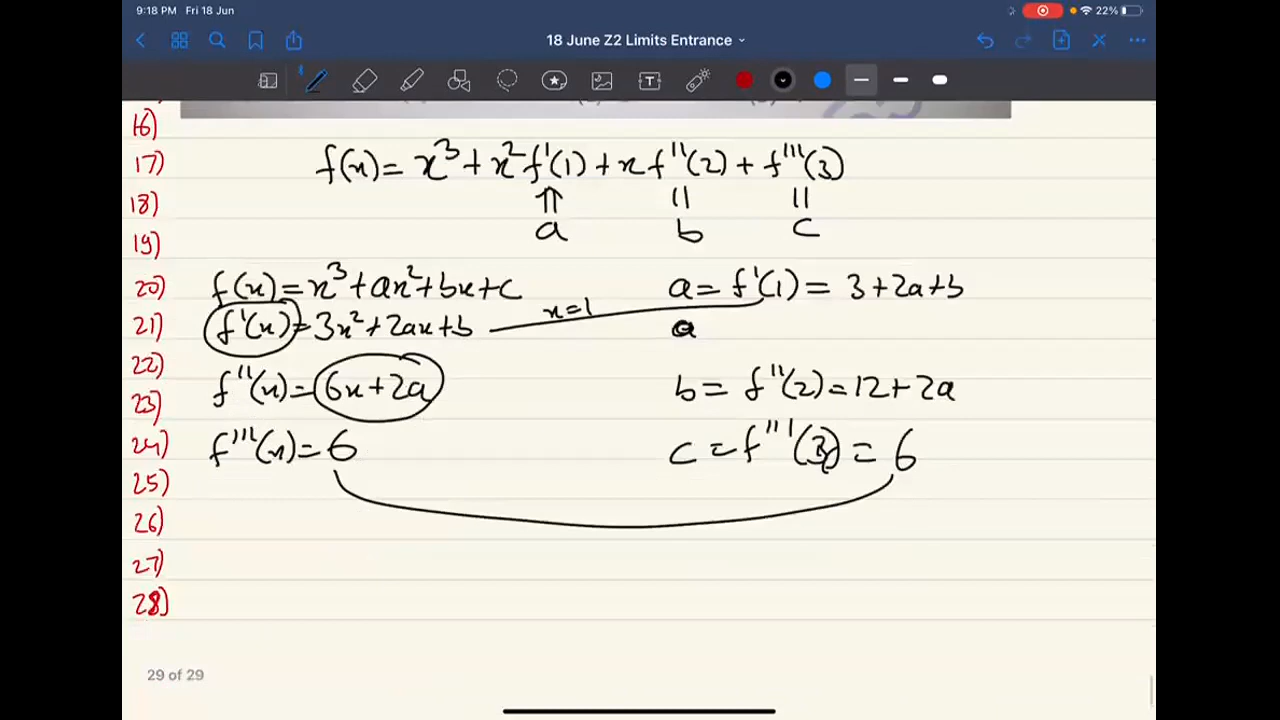 9:18 PM Fri 18 Jun 22%
18 June Z2 Limits Entrance
16)
17) f(x) = x³ + x² f'(1) + x f''(2) + f'''(3)
18) a b c
19)
20) f(x) = x³ + ax² + bx + c a = f'(1) = 3 + 2a + b
21) f'(x) = 3x² + 2ax + b x=1 a
22)
23) f''(x) = 6x + 2a b = f''(2) = 12 + 2a
24) f'''(x) = 6 c = f'''(3) = 6
25)
26)
27)
28)
29 of 29